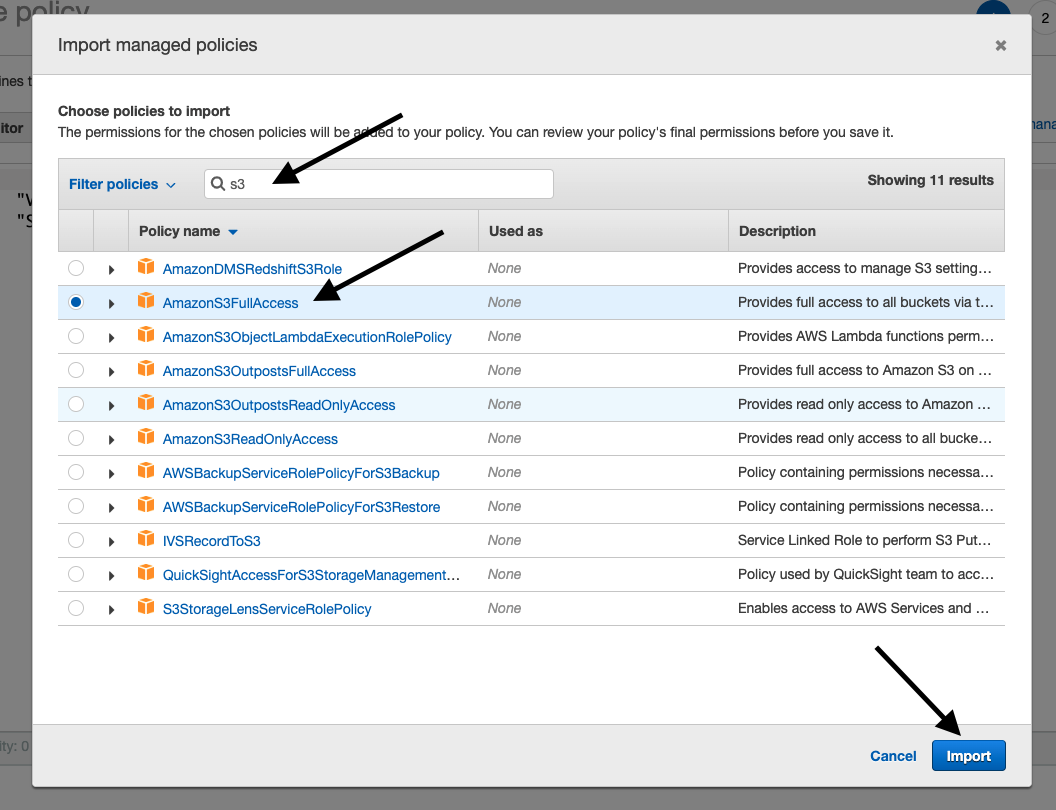 e policy
2
Import managed policies
ines t
Choose policies to import
itor
The permissions for the chosen policies will be added to your policy. You can review your policy's final permissions before you save it.
Filter policies
s3
Showing 11 results
"V
"S
Policy name Used as Description
AmazonDMSRedshiftS3Role None Provides access to manage S3 setting…
AmazonS3FullAccess None Provides full access to all buckets via t…
AmazonS3ObjectLambdaExecutionRolePolicy None Provides AWS Lambda functions perm…
AmazonS3OutpostsFullAccess None Provides full access to Amazon S3 on …
AmazonS3OutpostsReadOnlyAccess None Provides read only access to Amazon …
AmazonS3ReadOnlyAccess None Provides read only access to all bucke…
AWSBackupServiceRolePolicyForS3Backup None Policy containing permissions necessa…
AWSBackupServiceRolePolicyForS3Restore None Policy containing permissions necessa…
IVSRecordToS3 None Service Linked Role to perform S3 Put…
QuickSightAccessForS3StorageManagement… None Policy used by QuickSight team to acc…
S3StorageLensServiceRolePolicy None Enables access to AWS Services and …
ity: 0
Cancel Import